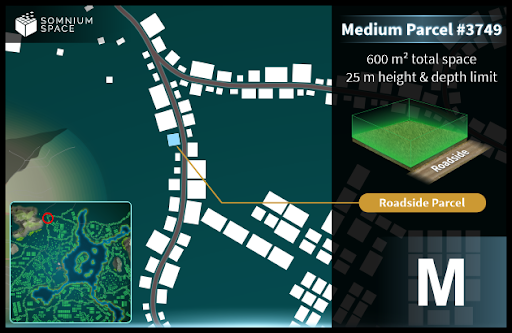 SOMNIUM
SPACE
Medium Parcel #3749
600 m² total space
25 m height & depth limit
Roadside
Roadside Parcel
M